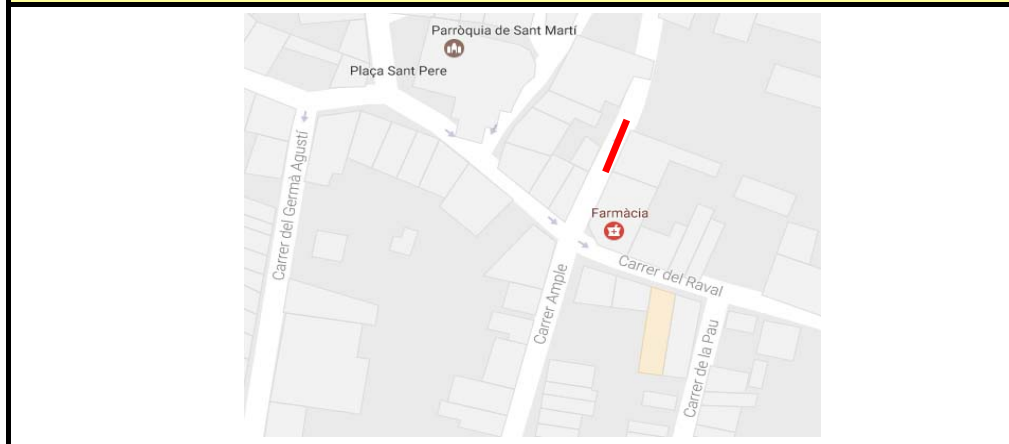 Parròquia de Sant Martí
Plaça Sant Pere
Carrer del Germà Agustí
Farmàcia
Carrer del Raval
Carrer Ample
Carrer de la Pau